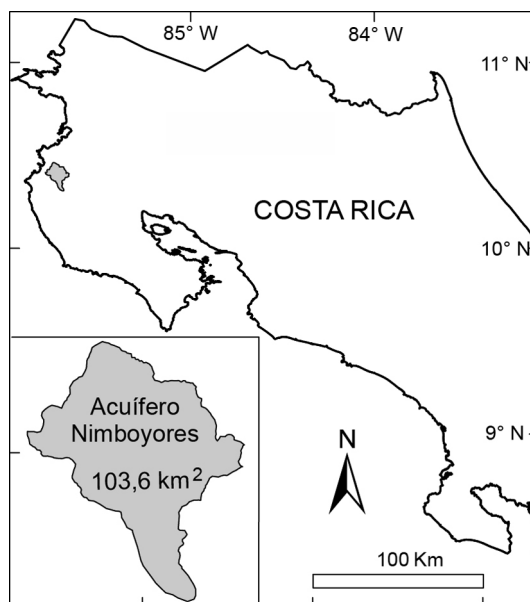 85° W
84° W
11° N
COSTA RICA
10° N
Acuífero
Nimboyores
103,6 km²
N
9° N
100 Km